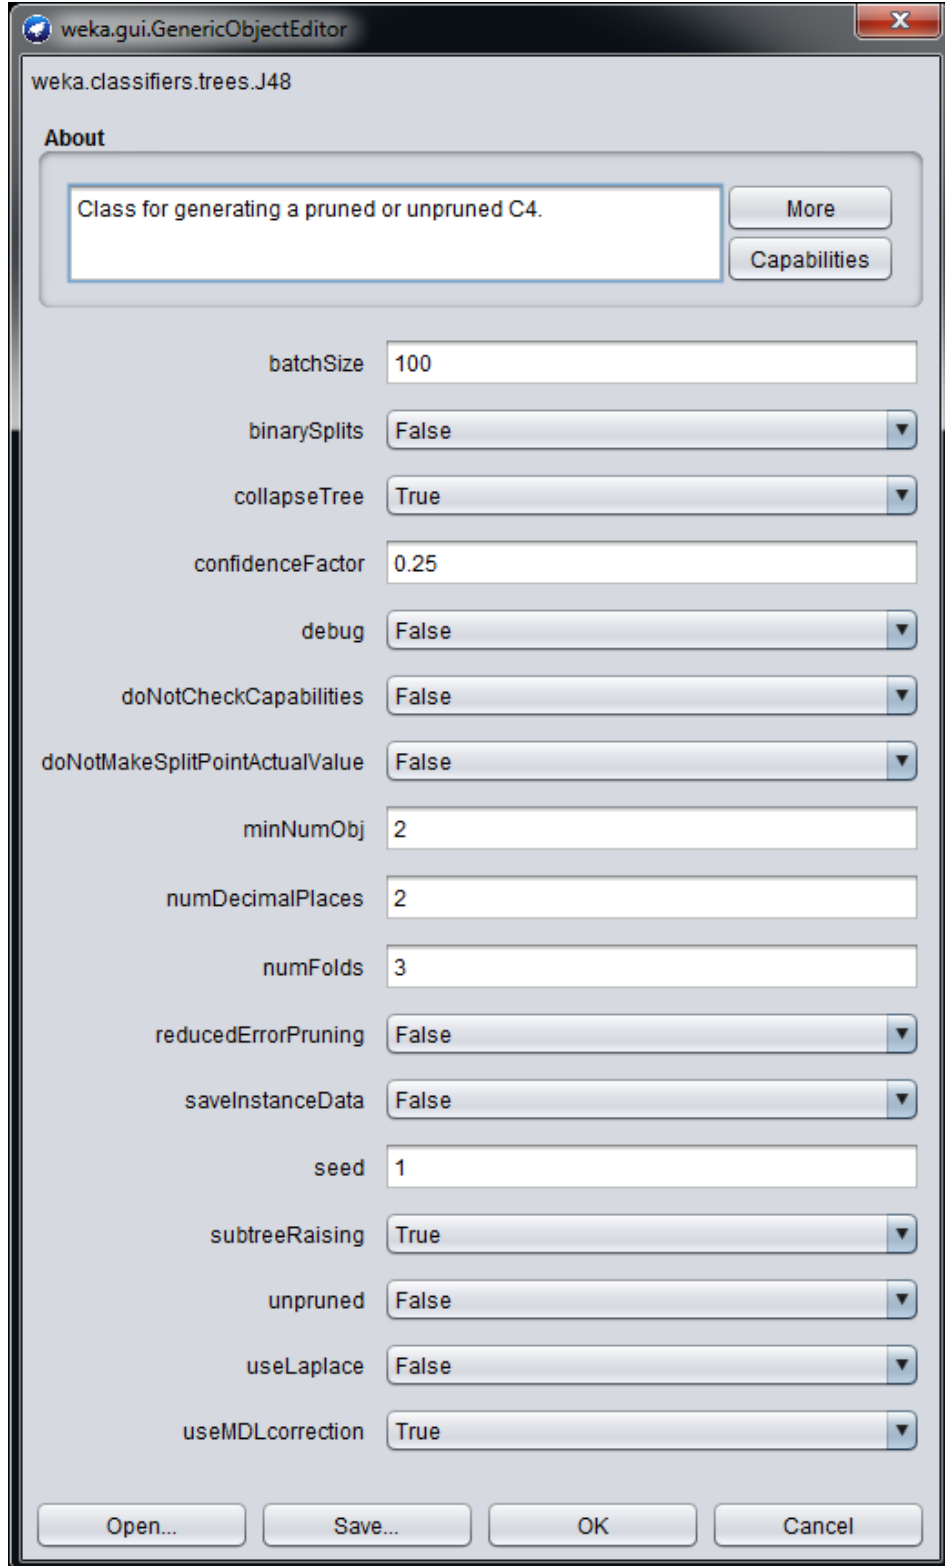 weka.gui.GenericObjectEditor
weka.classifiers.trees.J48
About
Class for generating a pruned or unpruned C4.
More
Capabilities
batchSize 100
binarySplits False
collapseTree True
confidenceFactor 0.25
debug False
doNotCheckCapabilities False
doNotMakeSplitPointActualValue False
minNumObj 2
numDecimalPlaces 2
numFolds 3
reducedErrorPruning False
saveInstanceData False
seed 1
subtreeRaising True
unpruned False
useLaplace False
useMDLcorrection True
Open... Save... OK Cancel